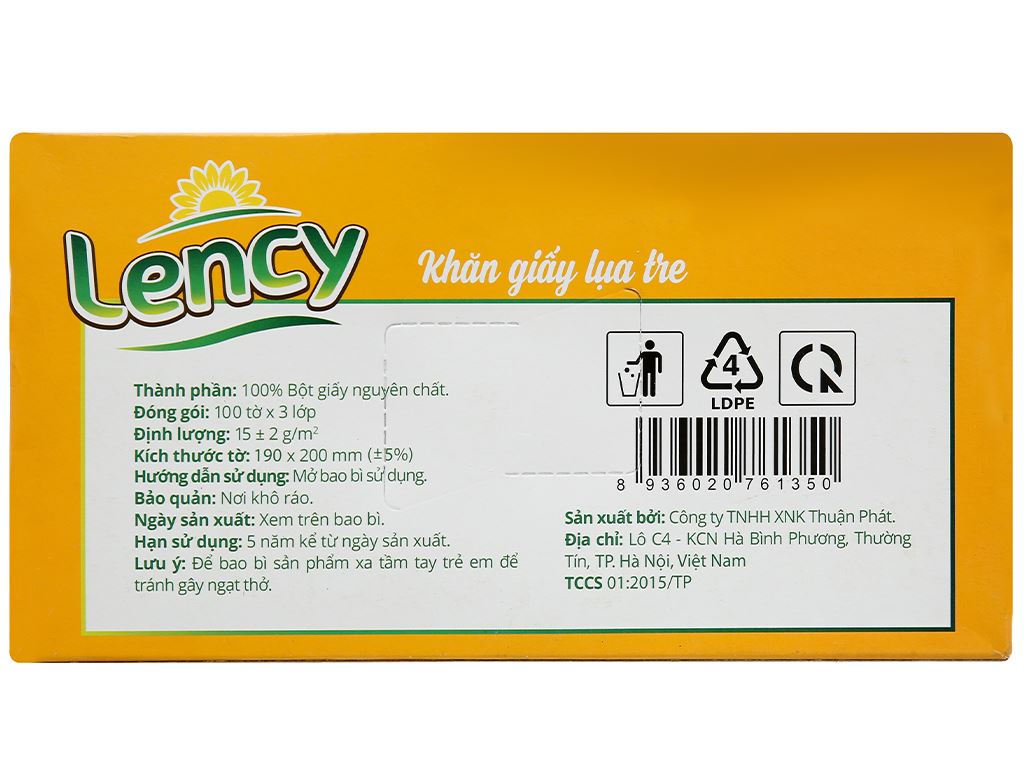 Lency
Khăn giấy lụa tre
Thành phần: 100% Bột giấy nguyên chất.
Đóng gói: 100 tờ x 3 lớp
Định lượng: 15 ± 2 g/m²
Kích thước tờ: 190 x 200 mm (±5%)
Hướng dẫn sử dụng: Mở bao bì sử dụng.
Bảo quản: Nơi khô ráo.
Ngày sản xuất: Xem trên bao bì.
Hạn sử dụng: 5 năm kể từ ngày sản xuất.
Lưu ý: Để bao bì sản phẩm xa tầm tay trẻ em để
tránh gây ngạt thở.
4
LDPE
8 936020 761350
Sản xuất bởi: Công ty TNHH XNK Thuận Phát.
Địa chỉ: Lô C4 - KCN Hà Bình Phương, Thường
Tín, TP. Hà Nội, Việt Nam
TCCS 01:2015/TP